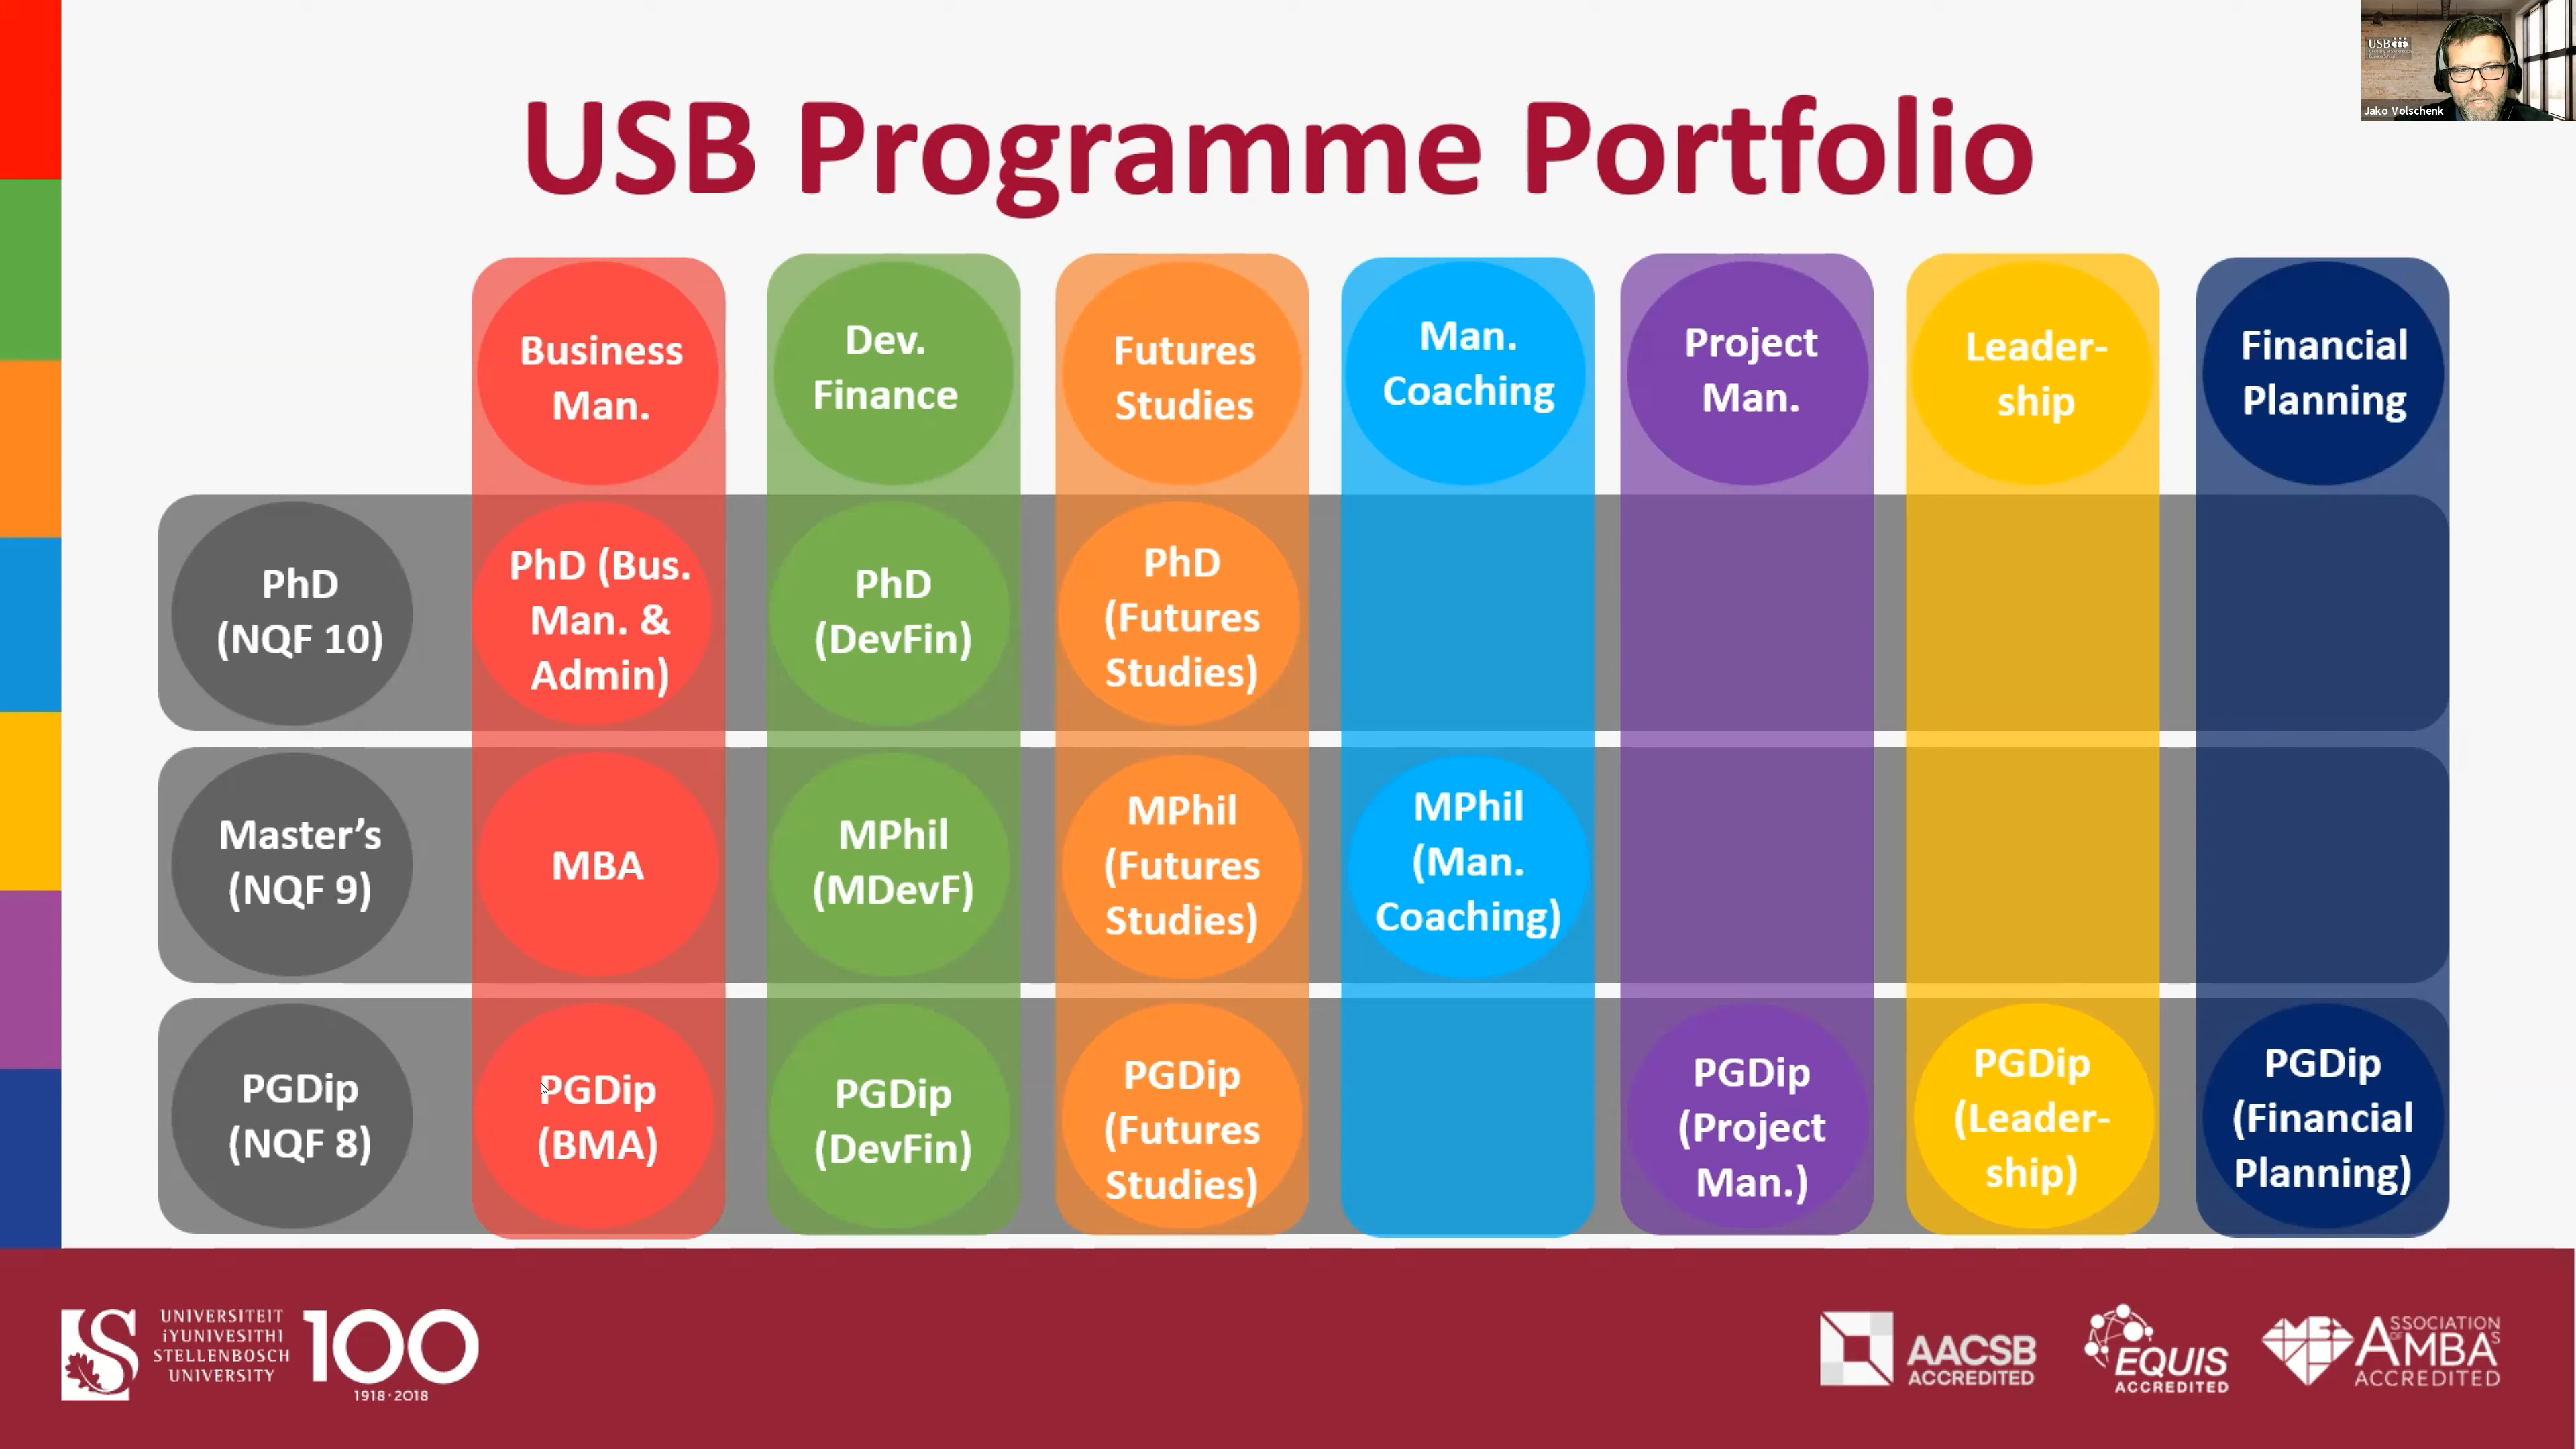 USB
Jako Volschenk
USB Programme Portfolio
Business
Man.
Dev.
Finance
Futures
Studies
Man.
Coaching
Project
Man.
Leader-
ship
Financial
Planning
PhD
(NQF 10)
PhD (Bus.
Man. &
Admin)
PhD
(DevFin)
PhD
(Futures
Studies)
Master’s
(NQF 9)
MBA
MPhil
(MDevF)
MPhil
(Futures
Studies)
MPhil
(Man.
Coaching)
PGDip
(NQF 8)
PGDip
(BMA)
PGDip
(DevFin)
PGDip
(Futures
Studies)
PGDip
(Project
Man.)
PGDip
(Leader-
ship)
PGDip
(Financial
Planning)
UNIVERSITEIT
iYUNIVESITHI
STELLENBOSCH
UNIVERSITY
100
1918·2018
AACSB
ACCREDITED
EQUIS
ACCREDITED
ASSOCIATION
OF MBAs
ACCREDITED